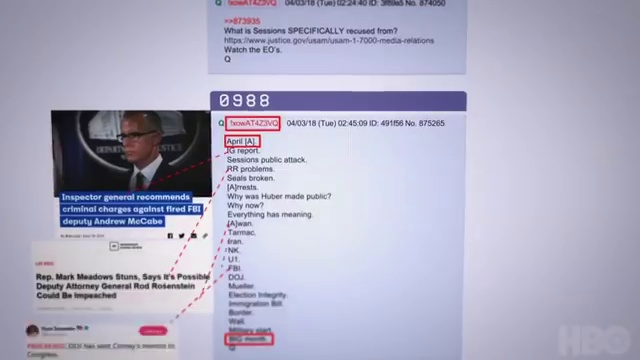 Q !xowAT4Z3VQ 04/03/18 (Tue) 02:24:40 ID: 3f89a5 No. 874050
>>873935
What is Sessions SPECIFICALLY recused from?
https://www.justice.gov/usam/usam-1-7000-media-relations
Watch the EO's.
Q
0988
Q !xowAT4Z3VQ 04/03/18 (Tue) 02:45:09 ID: 491f56 No. 875265
April [A].
IG report.
Sessions public attack.
RR problems.
Seals broken.
[A]rrests.
Why was Huber made public?
Why now?
Everything has meaning.
[A]wan.
Tarmac.
Iran.
NK.
U1.
FBI.
DOJ.
Mueller.
Election Integrity.
Immigration Bill.
Border.
Wall.
Military start.
BIG month.
Q
Inspector general recommends
criminal charges against fired FBI
deputy Andrew McCabe
Rep. Mark Meadows Stuns, Says It's Possible
Deputy Attorney General Rod Rosenstein
Could Be Impeached
Congress.
HBO